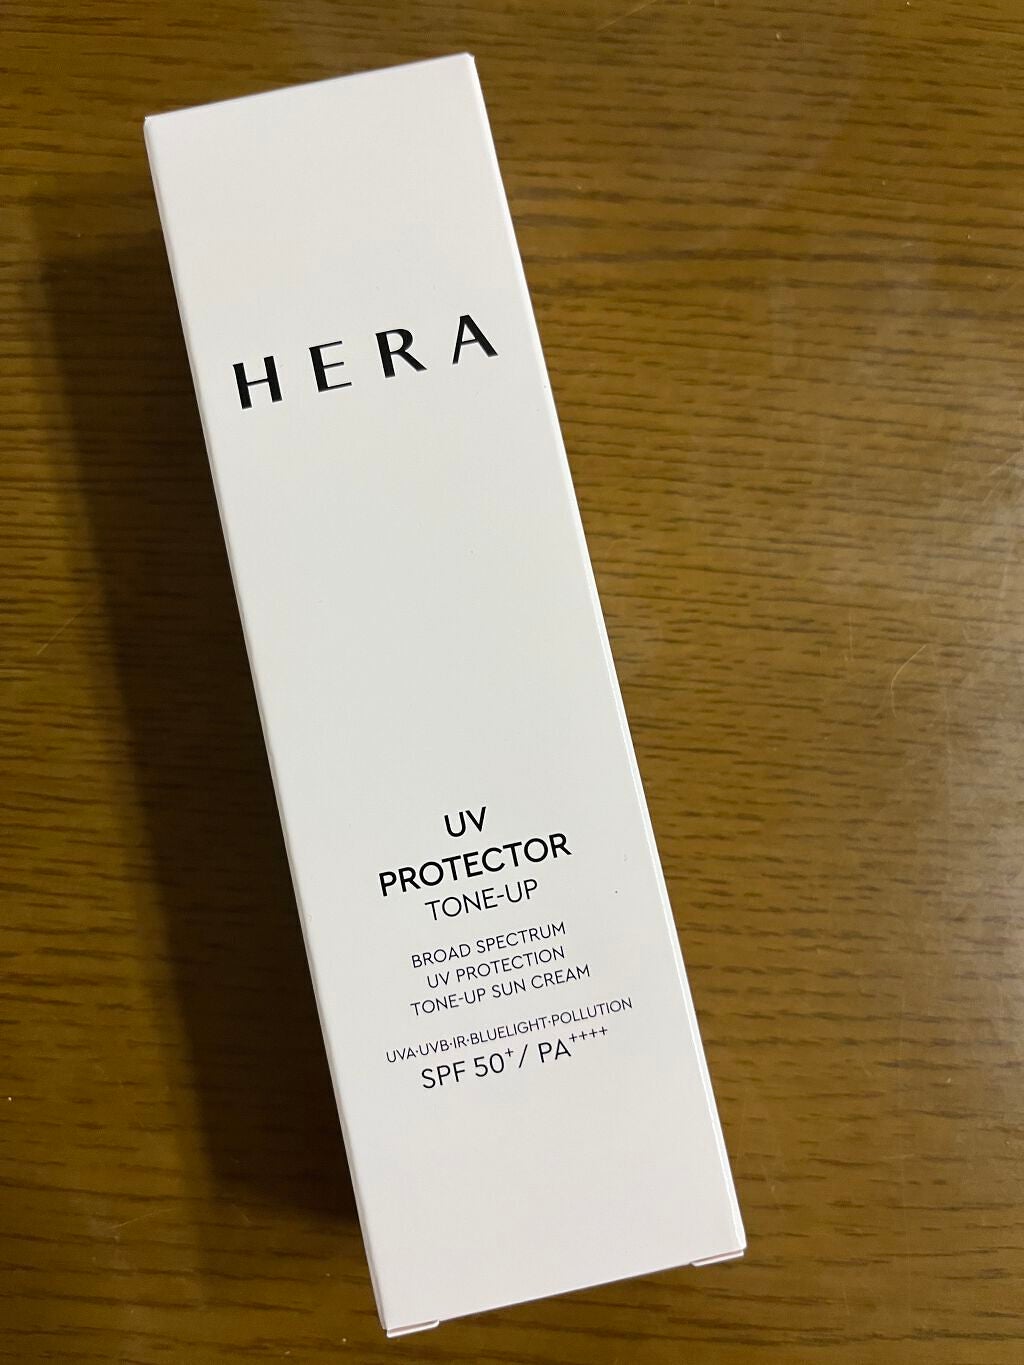 HERA
UV
PROTECTOR
TONE-UP
BROAD SPECTRUM
UV PROTECTION
TONE-UP SUN CREAM
UVA·UVB·IR·BLUELIGHT·POLLUTION
SPF 50+/ PA++++